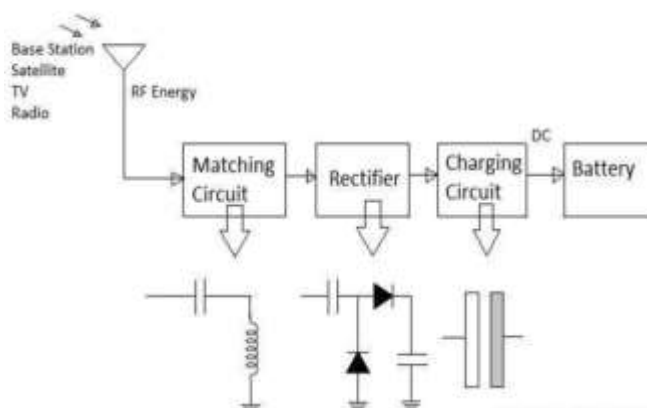 Base Station
Satellite
TV
Radio
RF Energy
DC
Matching
Circuit
Rectifier
Charging
Circuit
Battery